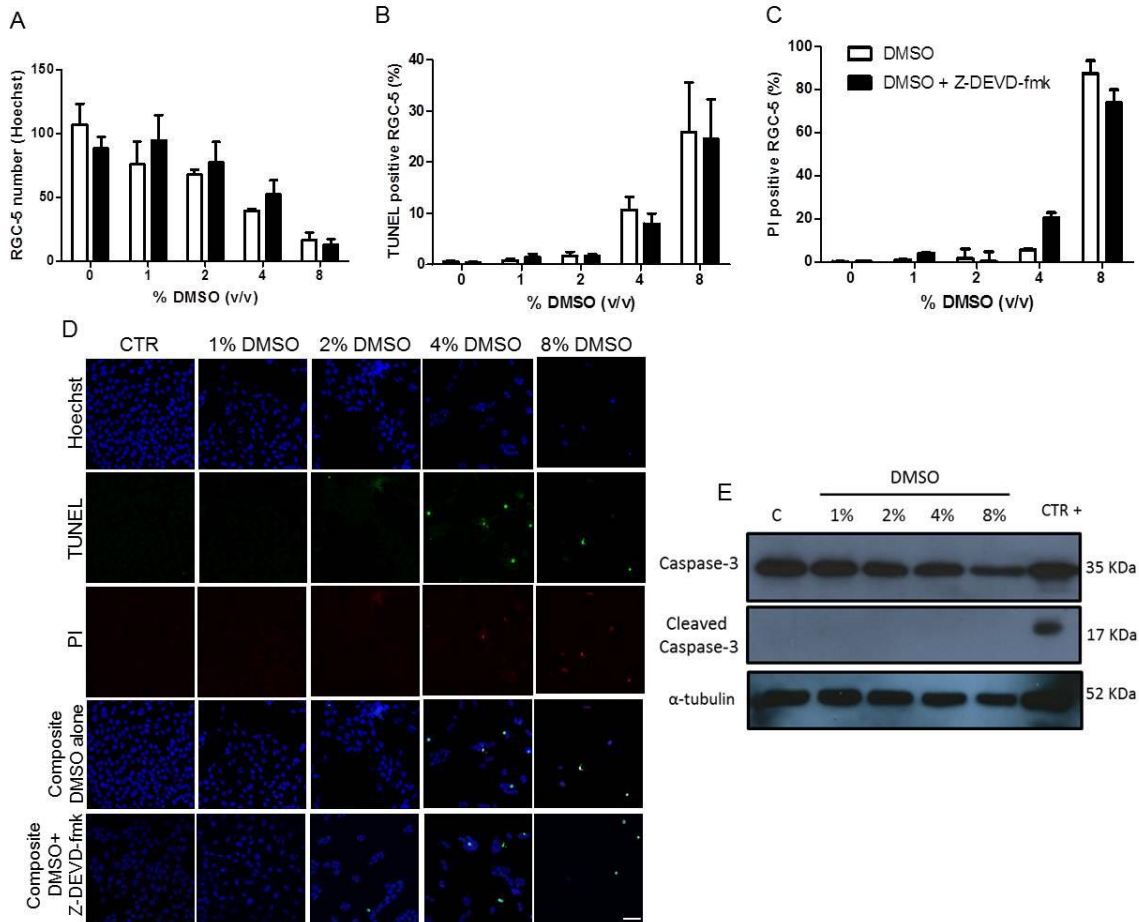 A
RGC-5 number (Hoechst)
150
100
50
0
0 1 2 4 8
% DMSO (v/v)
B
TUNEL positive RGC-5 (%)
40
30
20
10
0
0 1 2 4 8
% DMSO (v/v)
C
PI positive RGC-5 (%)
100
80
60
40
20
0
DMSO
DMSO + Z-DEVD-fmk
0 1 2 4 8
% DMSO (v/v)
D
CTR 1% DMSO 2% DMSO 4% DMSO 8% DMSO
Hoechst
TUNEL
PI
Composite
DMSO alone
Composite
DMSO+
Z-DEVD-fmk
E
DMSO
C 1% 2% 4% 8% CTR +
Caspase-3 35 KDa
Cleaved
Caspase-3 17 KDa
α-tubulin 52 KDa